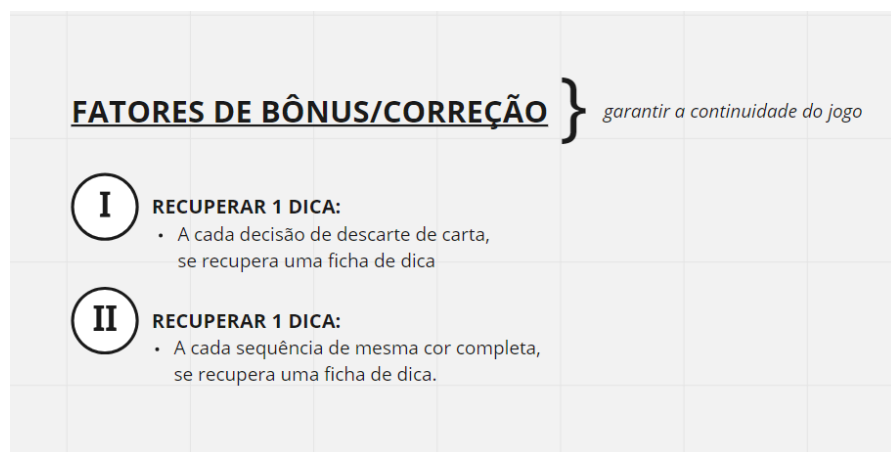 FATORES DE BÔNUS/CORREÇÃO } garantir a continuidade do jogo
I
RECUPERAR 1 DICA:
• A cada decisão de descarte de carta,
se recupera uma ficha de dica
II
RECUPERAR 1 DICA:
• A cada sequência de mesma cor completa,
se recupera uma ficha de dica.